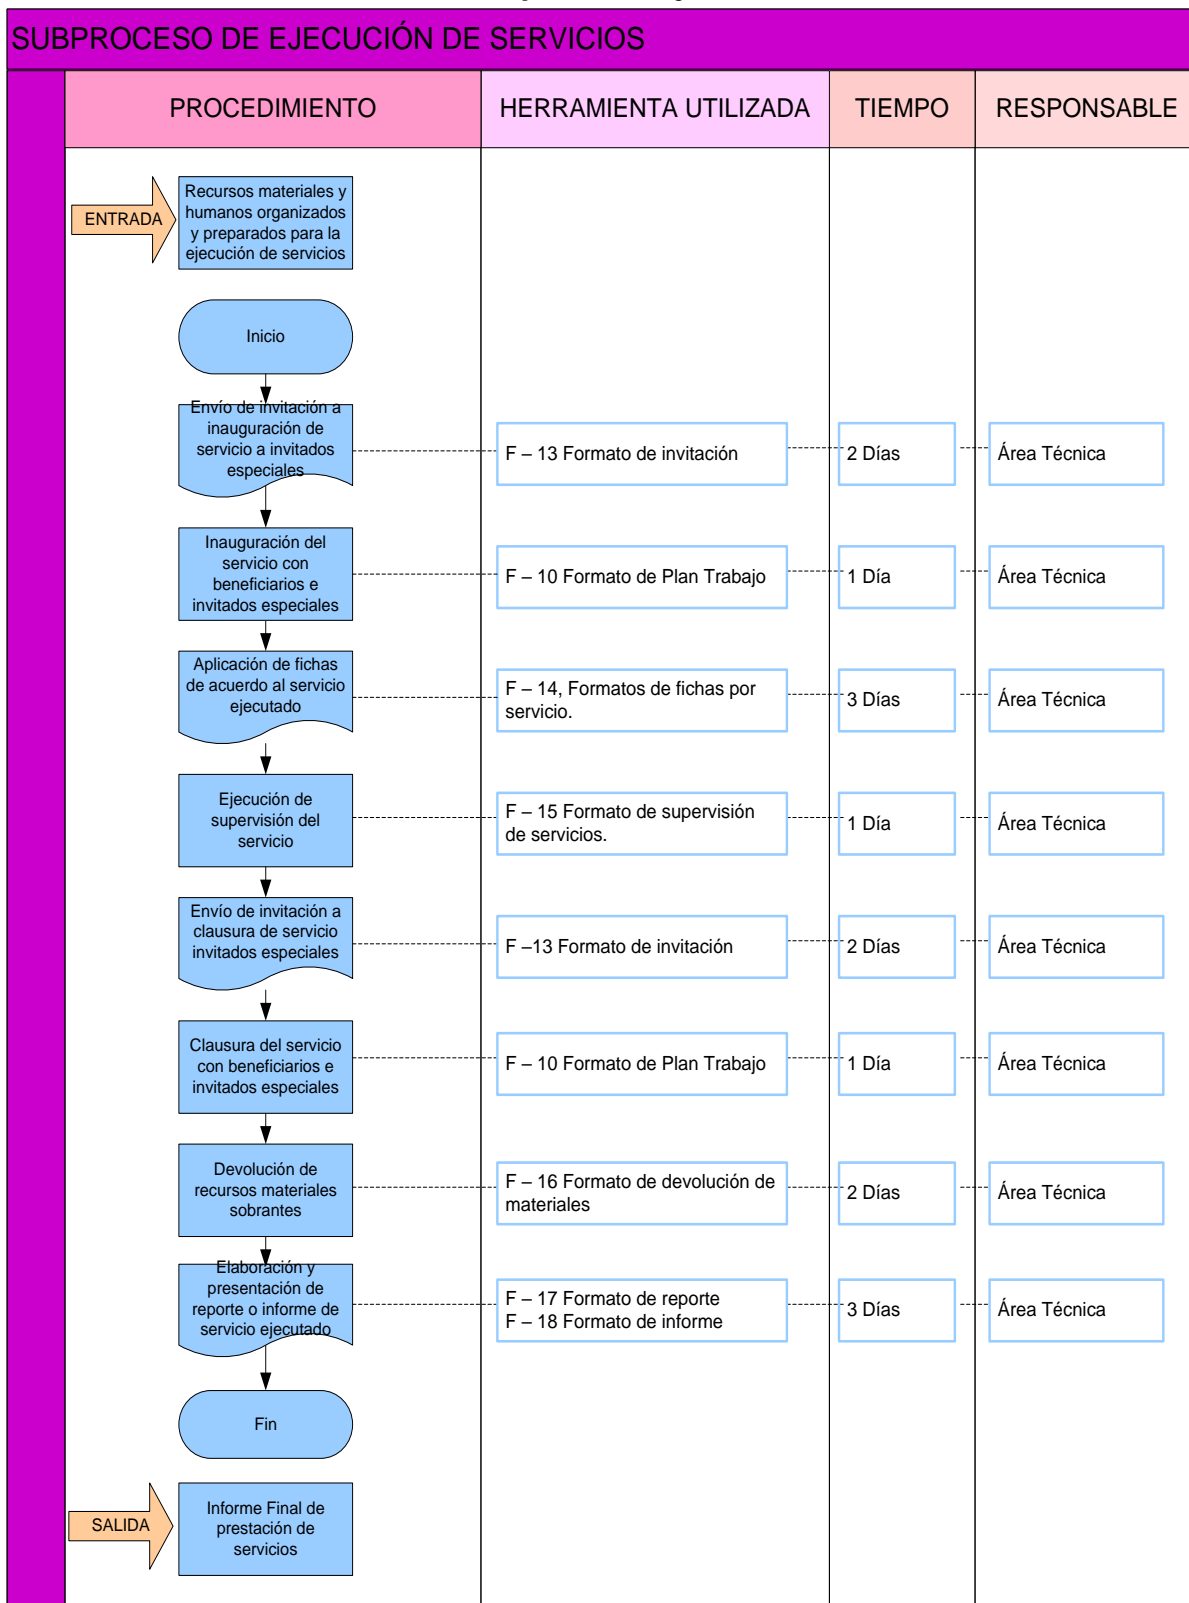 SUBPROCESO DE EJECUCIÓN DE SERVICIOS
PROCEDIMIENTO
HERRAMIENTA UTILIZADA
TIEMPO
RESPONSABLE
ENTRADA
Recursos materiales y
humanos organizados
y preparados para la
ejecución de servicios
Inicio
Envío de invitación a
inauguración de
servicio a invitados
especiales
F – 13 Formato de invitación
2 Días
Área Técnica
Inauguración del
servicio con
beneficiarios e
invitados especiales
F – 10 Formato de Plan Trabajo
1 Día
Área Técnica
Aplicación de fichas
de acuerdo al servicio
ejecutado
F – 14, Formatos de fichas por
servicio.
3 Días
Área Técnica
Ejecución de
supervisión del
servicio
F – 15 Formato de supervisión
de servicios.
1 Día
Área Técnica
Envío de invitación a
clausura de servicio
invitados especiales
F –13 Formato de invitación
2 Días
Área Técnica
Clausura del servicio
con beneficiarios e
invitados especiales
F – 10 Formato de Plan Trabajo
1 Día
Área Técnica
Devolución de
recursos materiales
sobrantes
F – 16 Formato de devolución de
materiales
2 Días
Área Técnica
Elaboración y
presentación de
reporte o informe de
servicio ejecutado
F – 17 Formato de reporte
F – 18 Formato de informe
3 Días
Área Técnica
Fin
SALIDA
Informe Final de
prestación de
servicios